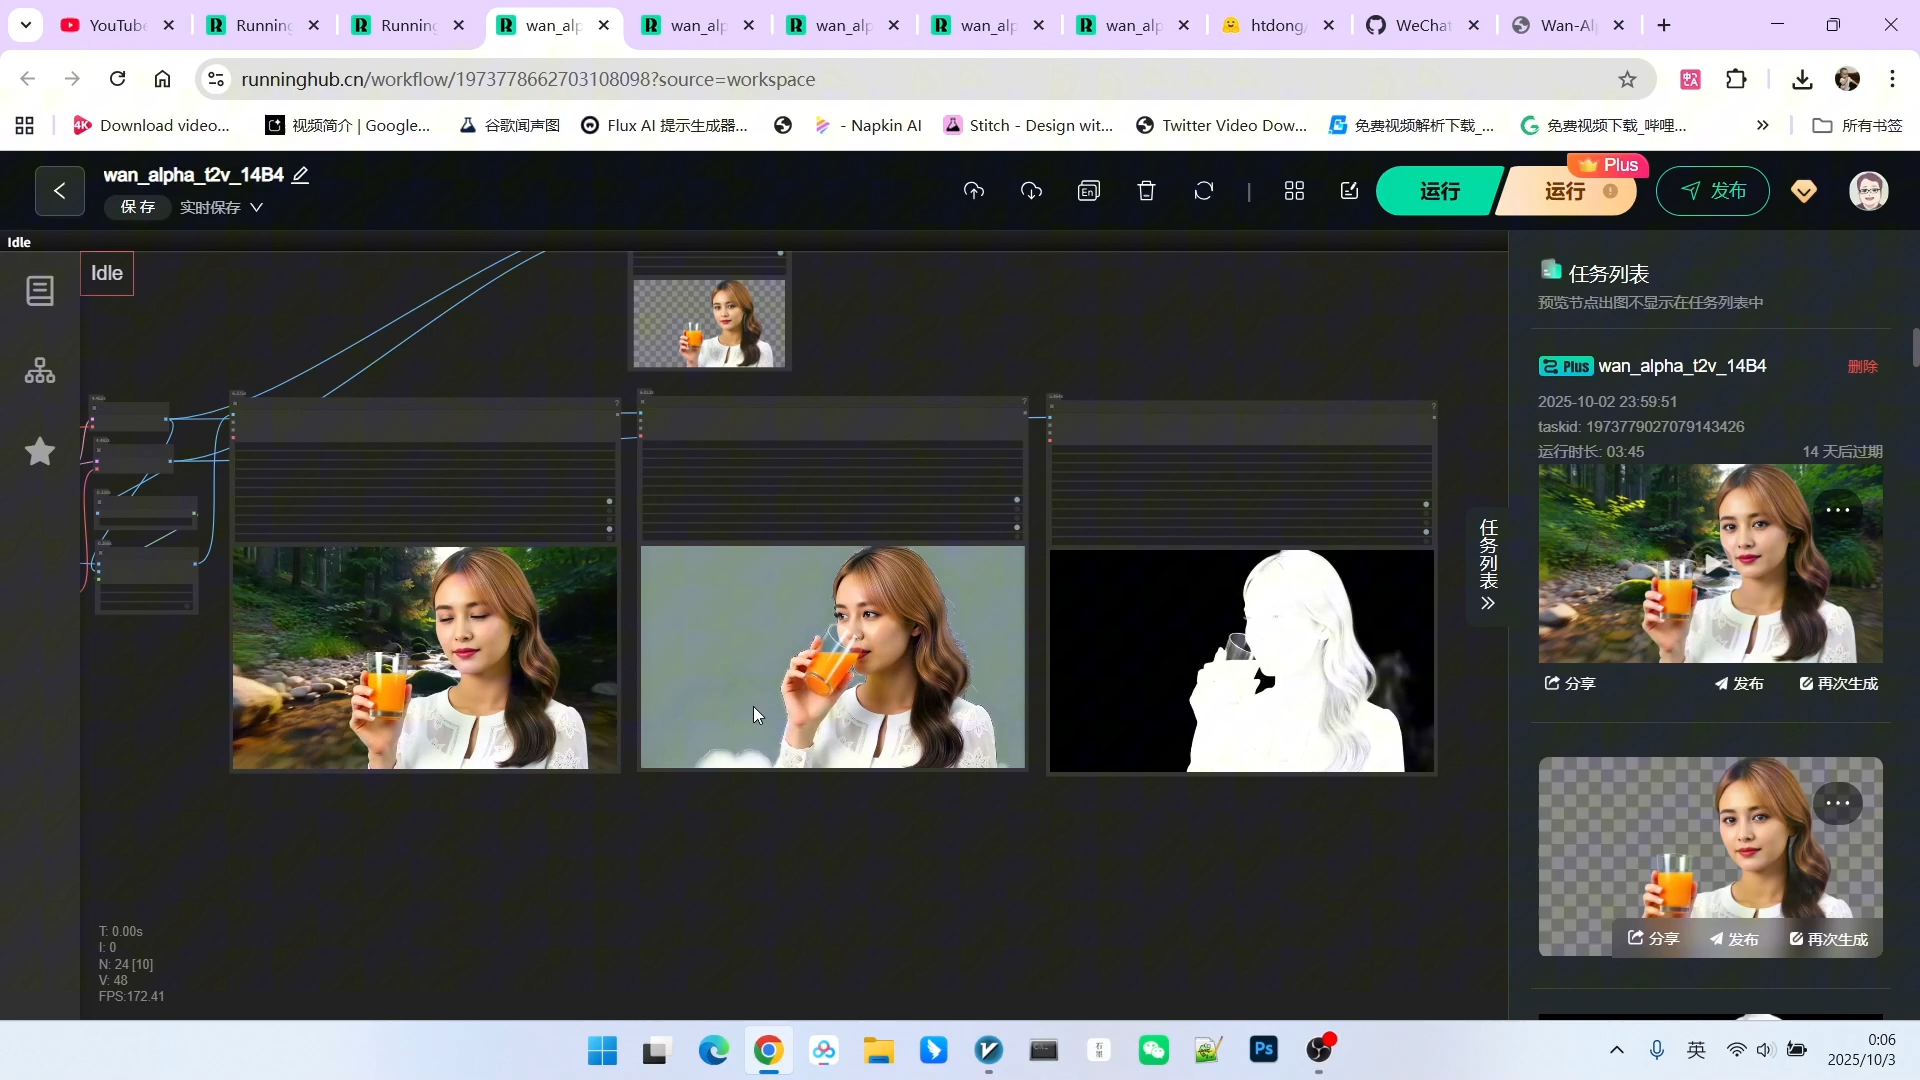 YouTube
Running
Running
wan_alp
wan_alp
wan_alp
wan_alp
wan_alp
htdong/
WeChat
Wan-Al
runninghub.cn/workflow/1973778662703108098?source=workspace
Download video...
视频简介 | Google...
谷歌闻声图
Flux AI 提示生成器...
- Napkin AI
Stitch - Design wit...
Twitter Video Dow...
免费视频解析下载_...
免费视频下载_哔哩...
所有书签
wan_alpha_t2v_14B4
保存
实时保存
En
运行
运行
Plus
发布
Idle
Idle
任务列表
预览节点出图不显示在任务列表中
Plus wan_alpha_t2v_14B4
删除
2025-10-02 23:59:51
taskid: 1973779027079143426
运行时长: 03:45
14 天后过期
任务列表
分享
发布
再次生成
分享
发布
再次生成
T: 0.00s
I: 0
N: 24 [10]
V: 48
FPS:172.41
Ps
英
0:06
2025/10/3